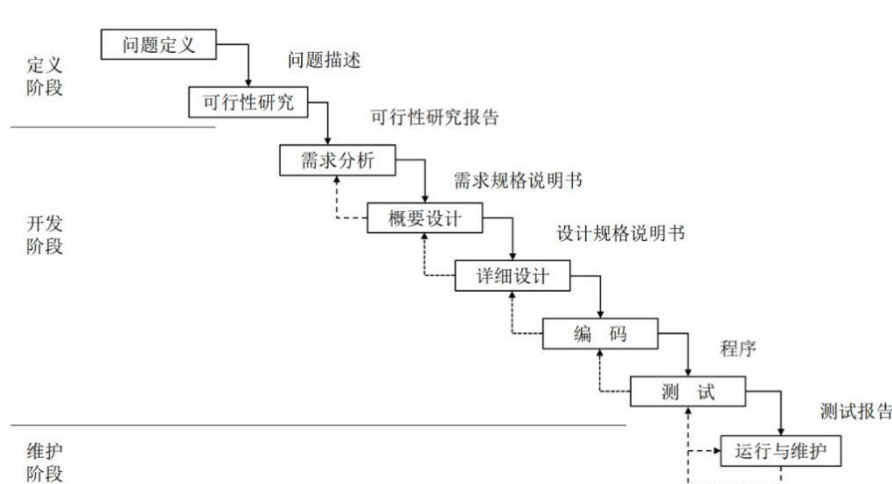 问题定义
定义
阶段
问题描述
可行性研究
可行性研究报告
需求分析
需求规格说明书
开发
阶段
概要设计
设计规格说明书
详细设计
编 码
程序
测 试
测试报告
维护
阶段
运行与维护